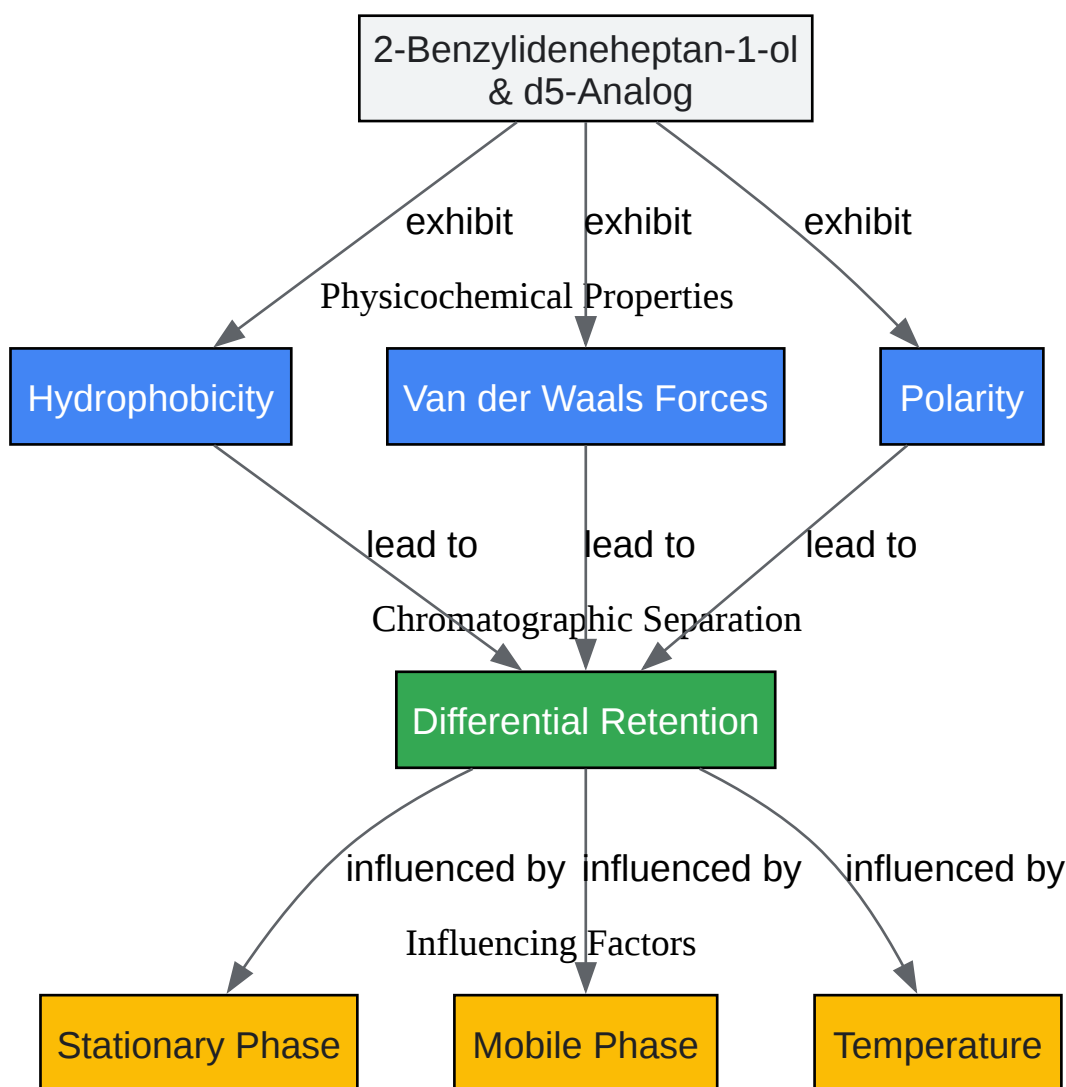 2-Benzylideneheptan-1-ol
& d5-Analog
exhibit
exhibit
exhibit
Physicochemical Properties
Hydrophobicity
Van der Waals Forces
Polarity
lead to
lead to
lead to
Chromatographic Separation
Differential Retention
influenced by
influenced by
influenced by
Influencing Factors
Stationary Phase
Mobile Phase
Temperature